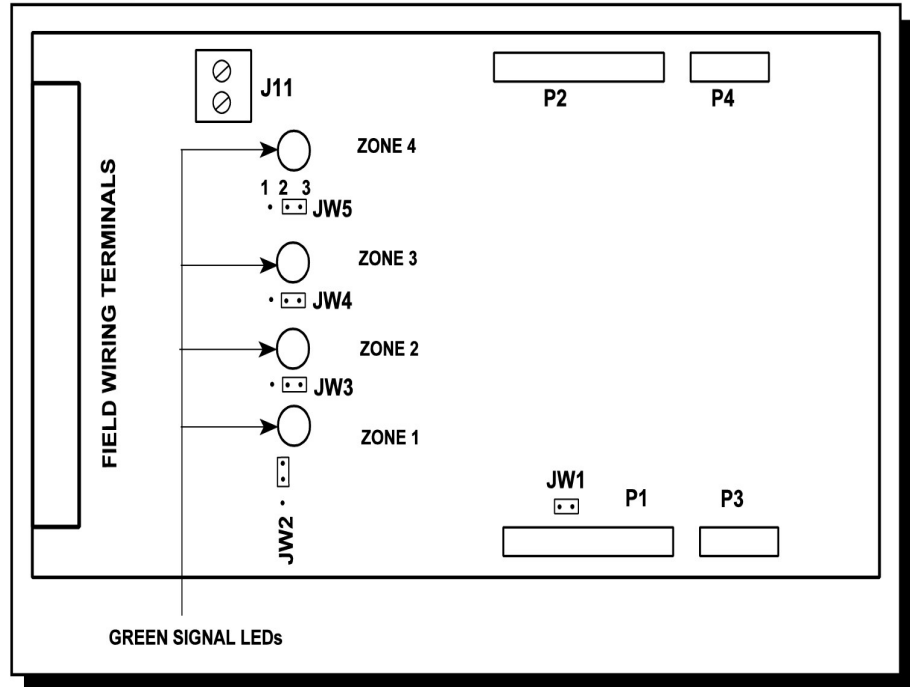 J11
P2
P4
ZONE 4
1 2 3
JW5
ZONE 3
JW4
ZONE 2
JW3
ZONE 1
JW2
JW1
P1
P3
FIELD WIRING TERMINALS
GREEN SIGNAL LEDs